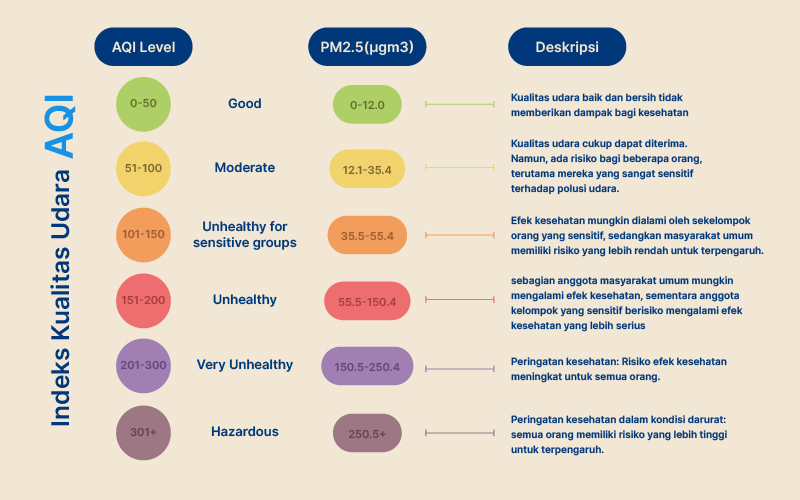 AQI Level
PM2.5(µgm3)
Deskripsi
Indeks Kualitas Udara AQI
0-50
Good
0-12.0
Kualitas udara baik dan bersih tidak
memberikan dampak bagi kesehatan
51-100
Moderate
12.1-35.4
Kualitas udara cukup dapat diterima.
Namun, ada risiko bagi beberapa orang,
terutama mereka yang sangat sensitif
terhadap polusi udara.
101-150
Unhealthy for
sensitive groups
35.5-55.4
Efek kesehatan mungkin dialami oleh sekelompok
orang yang sensitif, sedangkan masyarakat umum
memiliki risiko yang lebih rendah untuk terpengaruh.
151-200
Unhealthy
55.5-150.4
sebagian anggota masyarakat umum mungkin
mengalami efek kesehatan, sementara anggota
kelompok yang sensitif berisiko mengalami efek
kesehatan yang lebih serius
201-300
Very Unhealthy
150.5-250.4
Peringatan kesehatan: Risiko efek kesehatan
meningkat untuk semua orang.
301+
Hazardous
250.5+
Peringatan kesehatan dalam kondisi darurat:
semua orang memiliki risiko yang lebih tinggi
untuk terpengaruh.